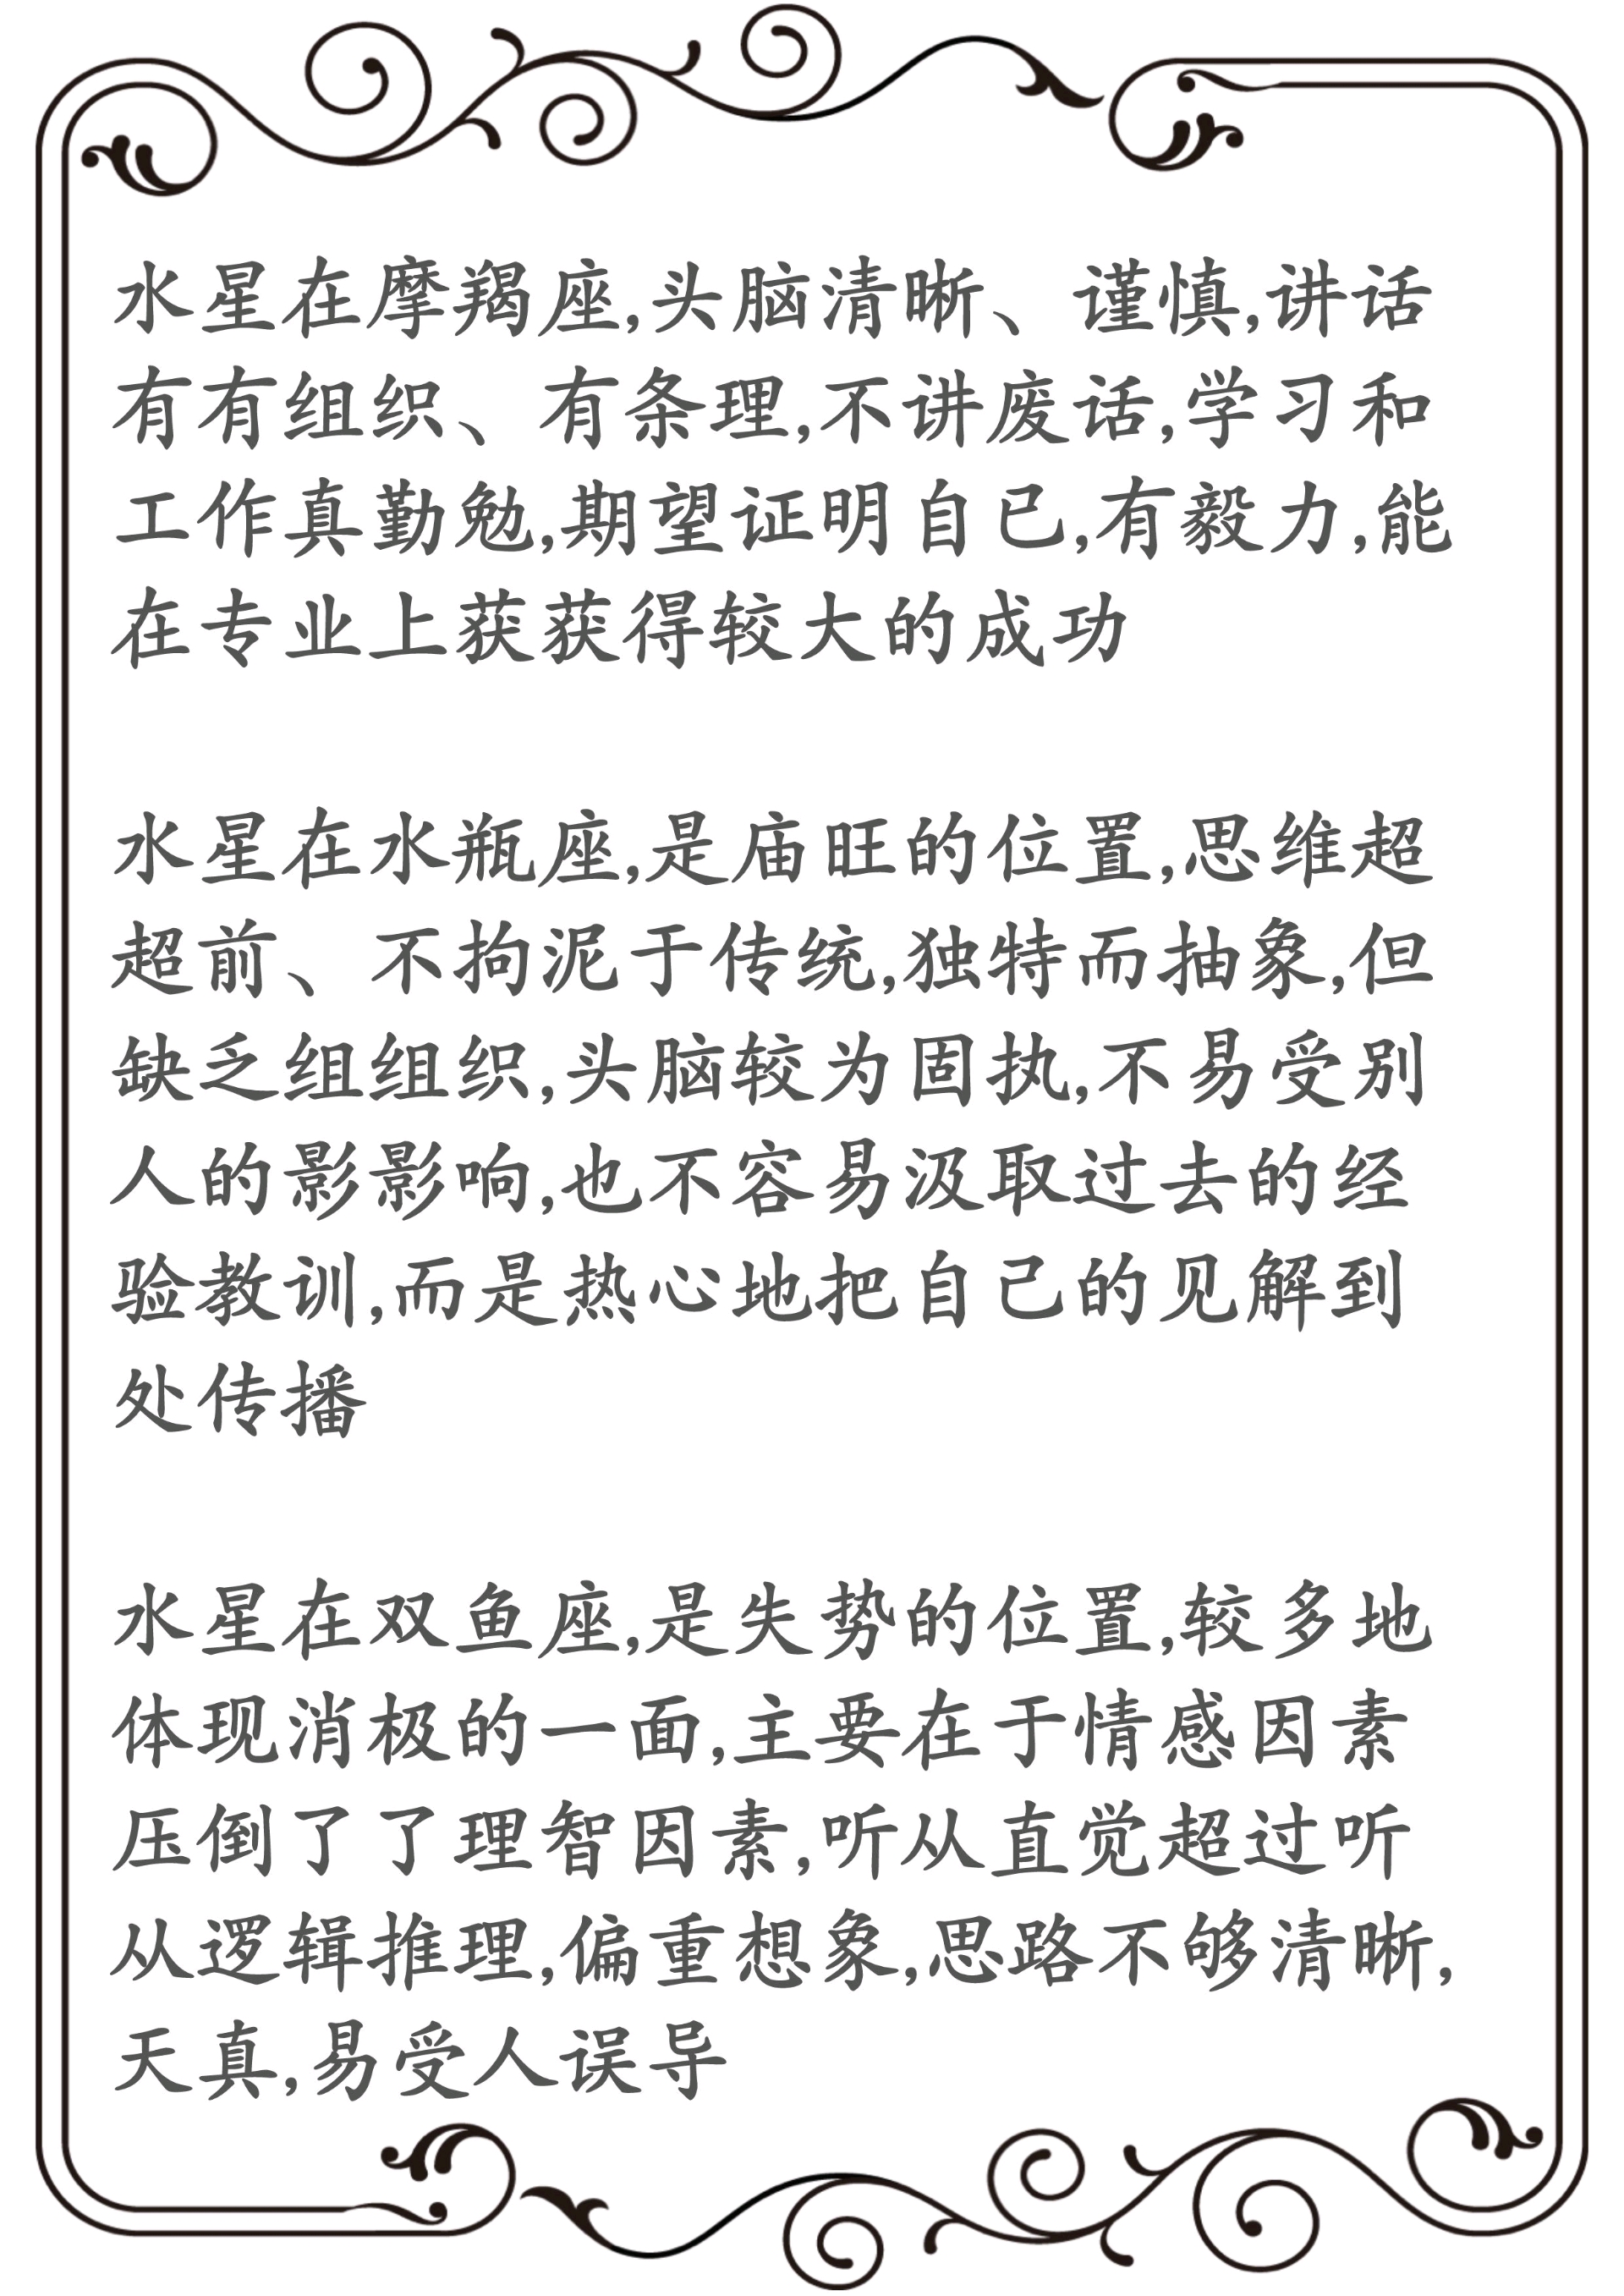 水星在摩羯座,头脑清晰、谨慎,讲话
有有组织、有条理,不讲废话,学习和
工作真勤勉,期望证明自已,有毅力,能
在专业上获获得较大的成功
水星在水瓶座,是庙旺的位置,思维超
超前、不拘泥于传统,独特而抽象,但
缺乏组组织,头脑较为固执,不易受别
人的影影响,也不容易汲取过去的经
验教训,而是热心地把自己的见解到
处传播
水星在双鱼座,是失势的位置,较多地
体现消极的一面,主要在于情感因素
压倒了了理智因素,听从直觉超过听
从逻辑推理,偏重想象,思路不够清晰,
天真,易受人误导